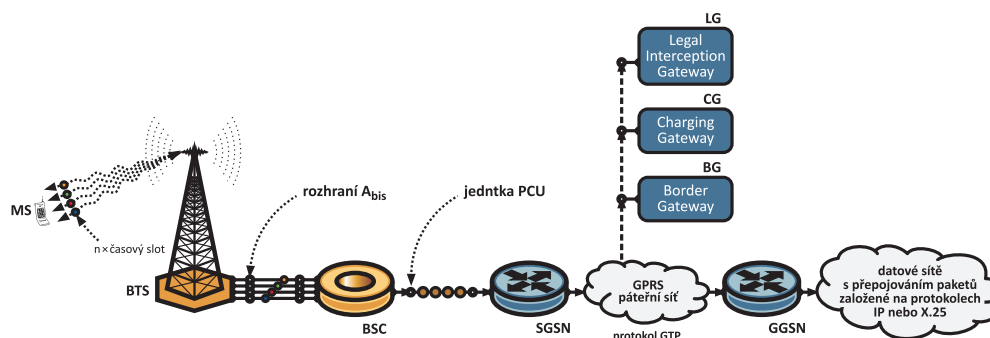 LG
Legal
Interception
Gateway
CG
Charging
Gateway
BG
Border
Gateway
rozhraní Abis
jedntka PCU
MS
n×časový slot
BTS
BSC
SGSN
GPRS
páteřní síť
protokol GTP
GGSN
datové sítě
s přepojováním paketů
založené na protokolech
IP nebo X.25